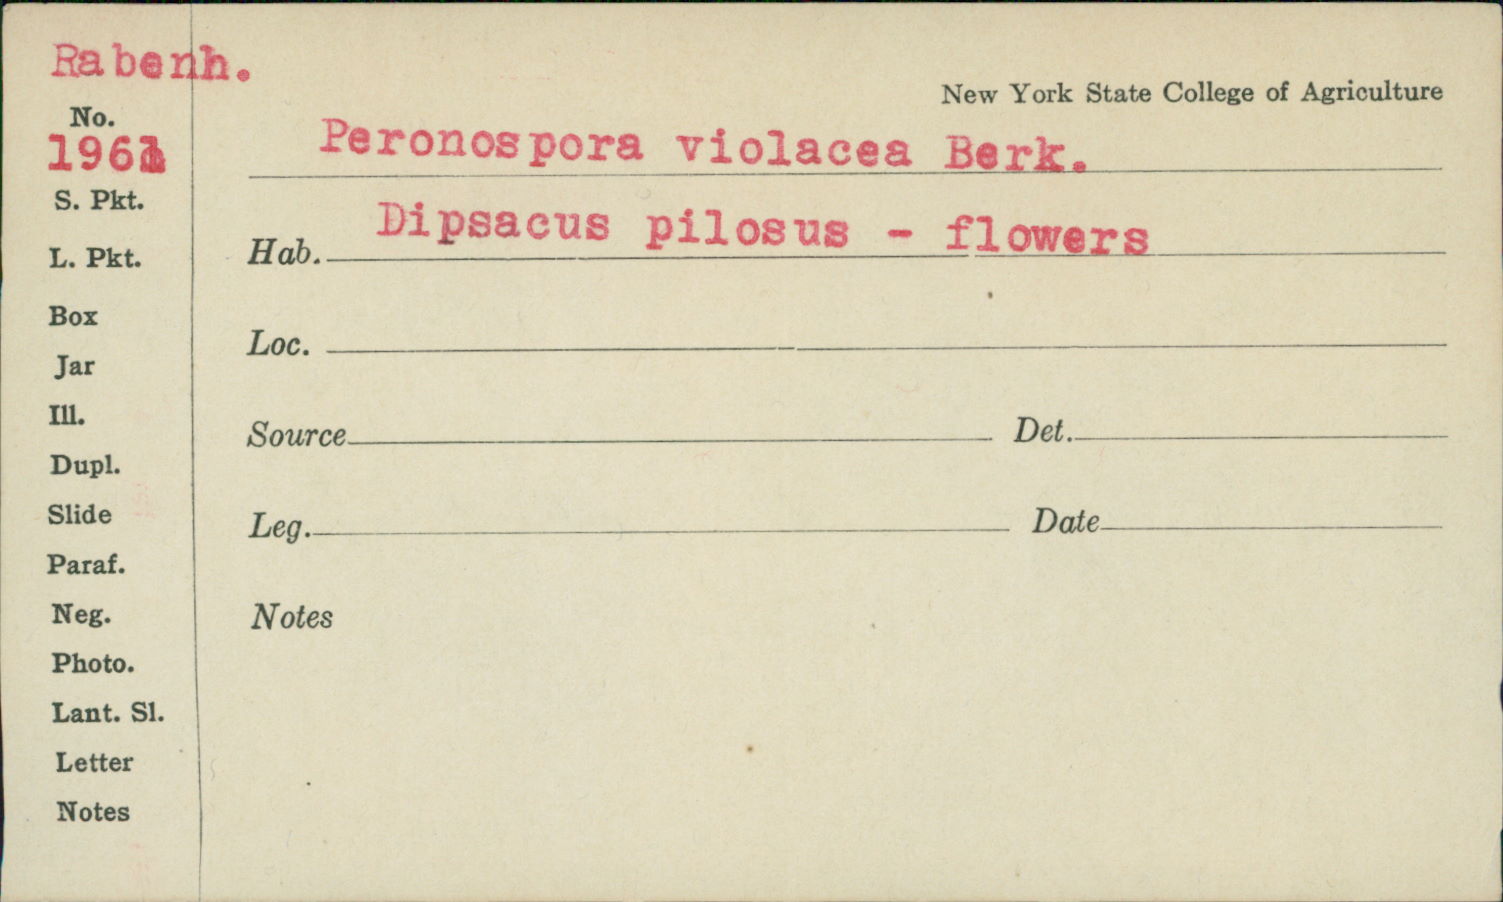 Rabenh.
New York State College of Agriculture
No.
Peronospora violacea Berk.
S. Pkt.
Hab. Dipsacus pilosus - flowers
L. Pkt.
Box
Loc.
Jar
Ill.
Source Det.
Dupl.
Slide
Leg. Date
Paraf.
Neg.
Notes
Photo.
Lant. Sl.
Letter
Notes